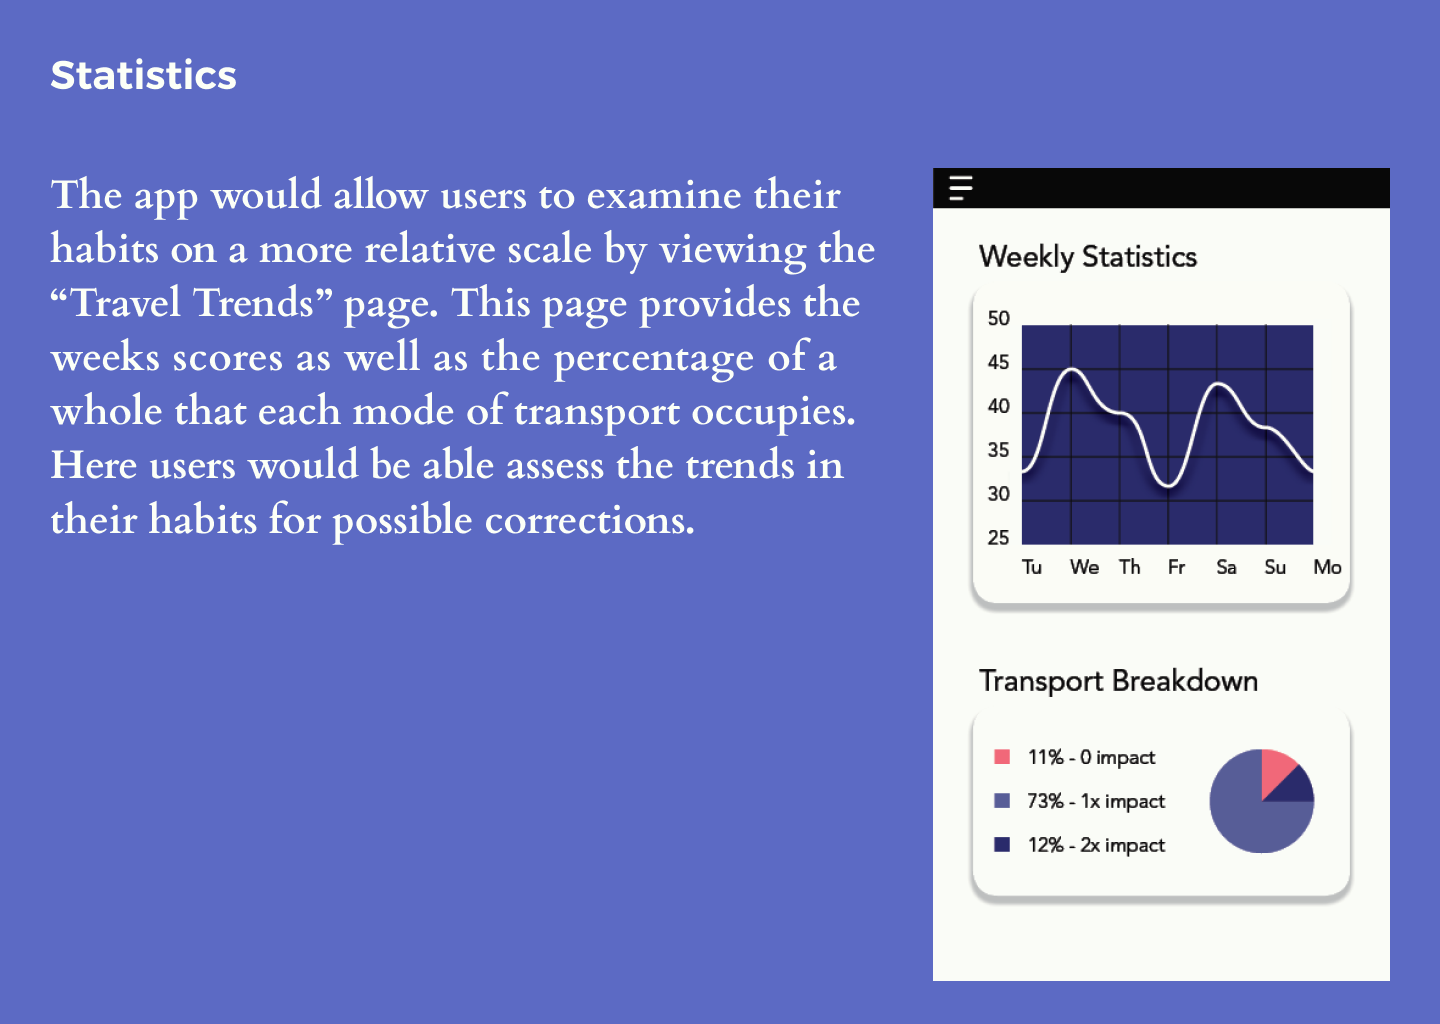 Statistics
The app would allow users to examine their
habits on a more relative scale by viewing the
“Travel Trends” page. This page provides the
weeks scores as well as the percentage of a
whole that each mode of transport occupies.
Here users would be able assess the trends in
their habits for possible corrections.
Weekly Statistics
50
45
40
35
30
25
Tu We Th Fr Sa Su Mo
Transport Breakdown
11% - 0 impact
73% - 1x impact
12% - 2x impact